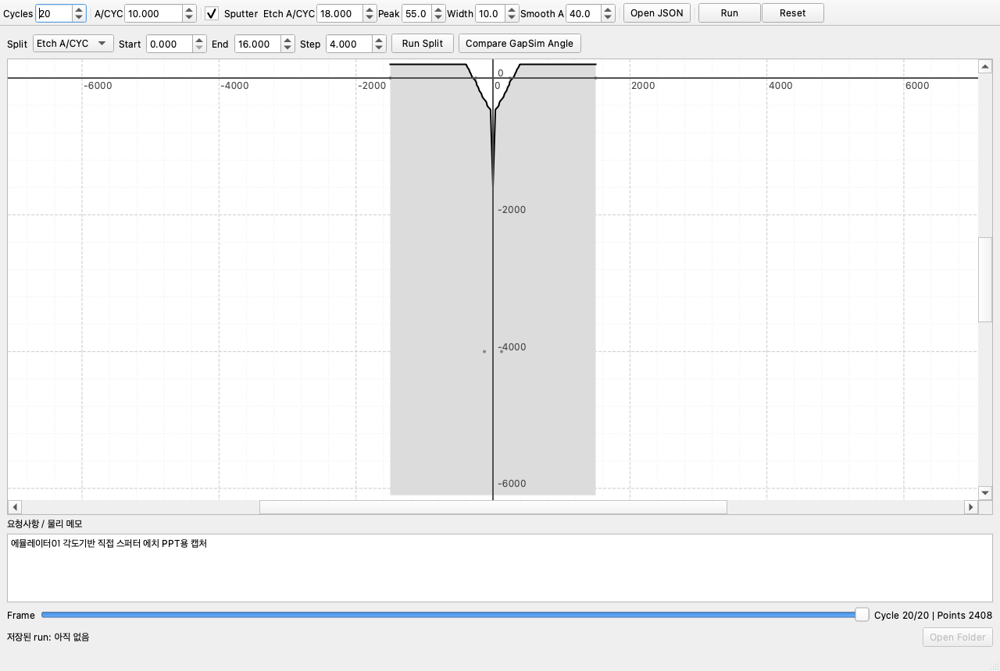 Cycles 20 A/CYC 10.000 Sputter Etch A/CYC 18.000 Peak 55.0 Width 10.0 Smooth A 40.0 Open JSON Run Reset
Split Etch A/CYC Start 0.000 End 16.000 Step 4.000 Run Split Compare GapSim Angle
0
-6000 -4000 -2000 0 2000 4000 6000
-2000
-4000
-6000
요청사항 / 물리 메모
에뮬레이터01 각도기반 직접 스퍼터 에치 PPT용 캡처
Frame Cycle 20/20 | Points 2408
저장된 run: 아직 없음 Open Folder